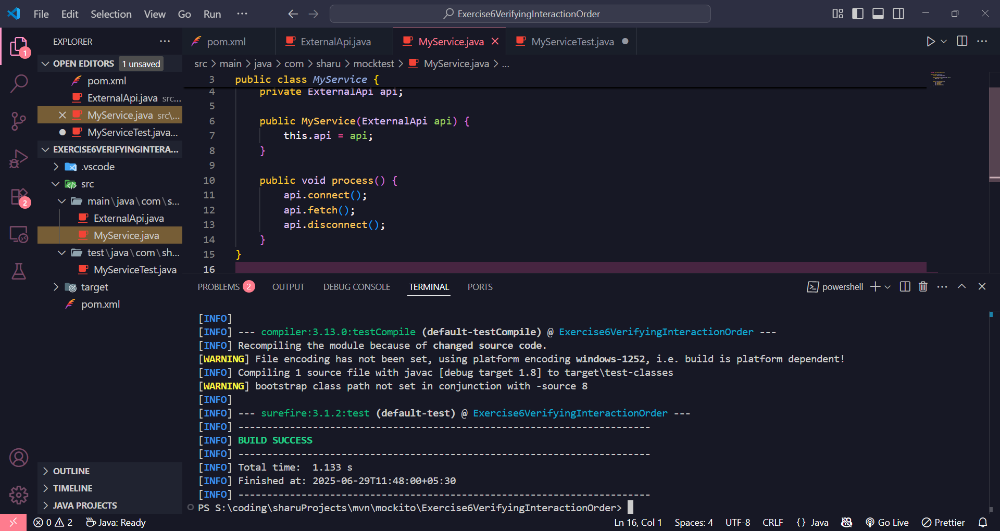 File Edit Selection View Go Run ··· Exercise6VerifyingInteractionOrder
EXPLORER ···
OPEN EDITORS 1 unsaved
pom.xml
ExternalApi.java src...
MyService.java src\...
MyServiceTest.java...
EXERCISE6VERIFYINGINTERA...
.vscode
src
main\java\com\s...
ExternalApi.java
MyService.java
test\java\com\sh...
MyServiceTest.java
target
pom.xml
OUTLINE
TIMELINE
JAVA PROJECTS
1
2
pom.xml ExternalApi.java MyService.java MyServiceTest.java
src > main > java > com > sharu > mocktest > MyService.java > ...
3 public class MyService {
4 private ExternalApi api;
5
6 public MyService(ExternalApi api) {
7 this.api = api;
8 }
9
10 public void process() {
11 api.connect();
12 api.fetch();
13 api.disconnect();
14 }
15 }
16
PROBLEMS 2 OUTPUT DEBUG CONSOLE TERMINAL PORTS powershell
[INFO]
[INFO] --- compiler:3.13.0:testCompile (default-testCompile) @ Exercise6VerifyingInteractionOrder ---
[INFO] Recompiling the module because of changed source code.
[WARNING] File encoding has not been set, using platform encoding windows-1252, i.e. build is platform dependent!
[INFO] Compiling 1 source file with javac [debug target 1.8] to target\test-classes
[WARNING] bootstrap class path not set in conjunction with -source 8
[INFO]
[INFO] --- surefire:3.1.2:test (default-test) @ Exercise6VerifyingInteractionOrder ---
[INFO] ------------------------------------------------------------------------
[INFO] BUILD SUCCESS
[INFO] ------------------------------------------------------------------------
[INFO] Total time:  1.133 s
[INFO] Finished at: 2025-06-29T11:48:00+05:30
[INFO] ------------------------------------------------------------------------
PS S:\coding\sharuProjects\mvn\mockito\Exercise6VerifyingInteractionOrder>
0 2 Java: Ready Ln 16, Col 1 Spaces: 4 UTF-8 CRLF {} Java Go Live Prettier